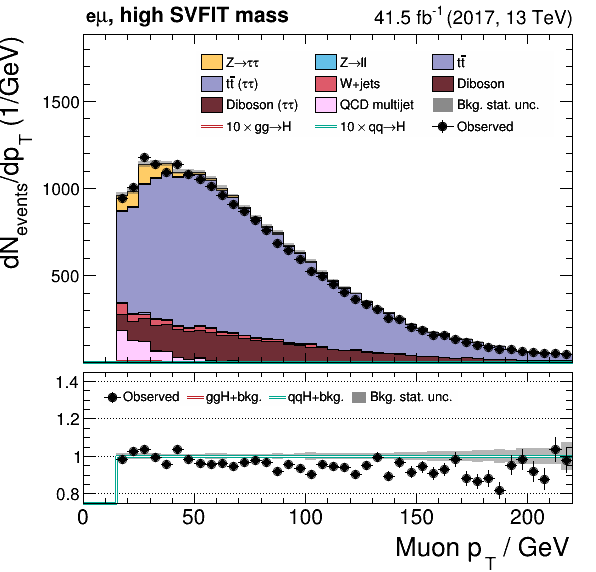 eμ, high SVFIT mass 41.5 fb⁻¹ (2017, 13 TeV)
Z→ττ Z→ll tt̄
tt̄ (ττ) W+jets Diboson
Diboson (ττ) QCD multijet Bkg. stat. unc.
10 × gg→H 10 × qq→H Observed
dN_events/dp_T (1/GeV)
1500
1000
500
1.4
Observed ggH+bkg. qqH+bkg. Bkg. stat. unc.
1.2
1
0.8
0 50 100 150 200
Muon p_T / GeV